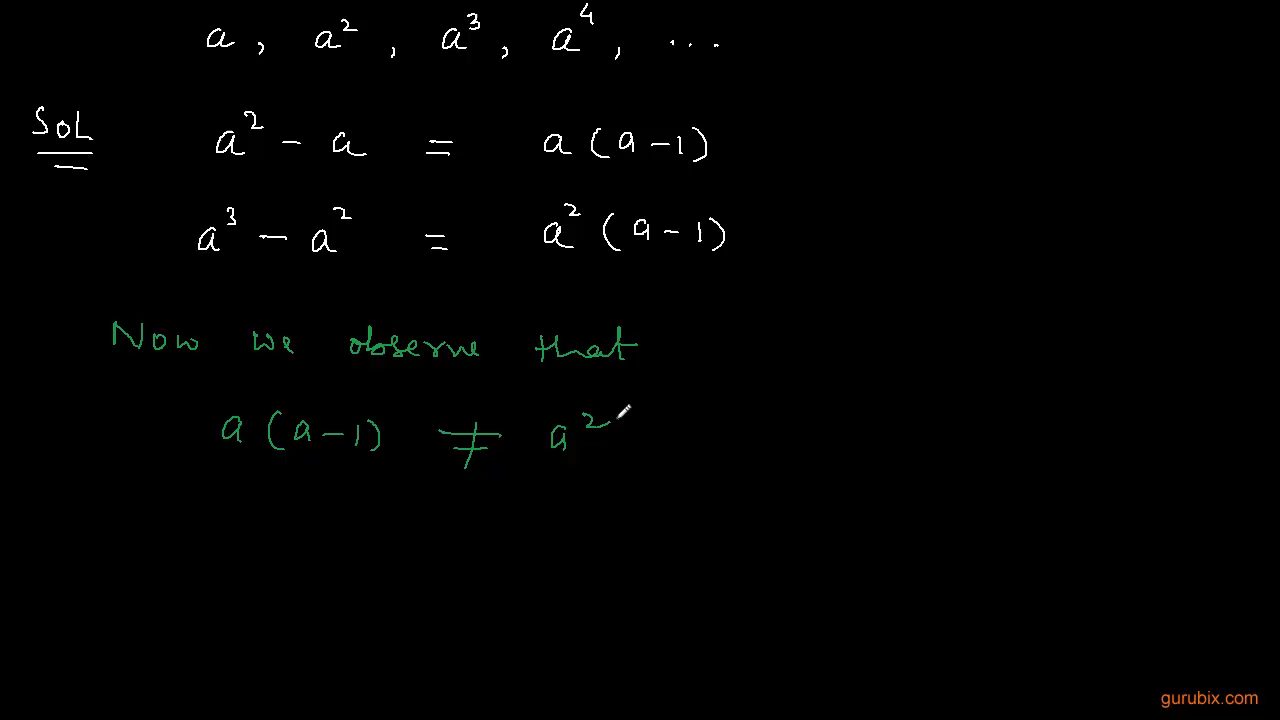 a, a², a³, a⁴, ...
SOL a² - a = a(a-1)
a³ - a² = a²(a-1)
Now we observe that
a(a-1) ≠ a²
gurubix.com